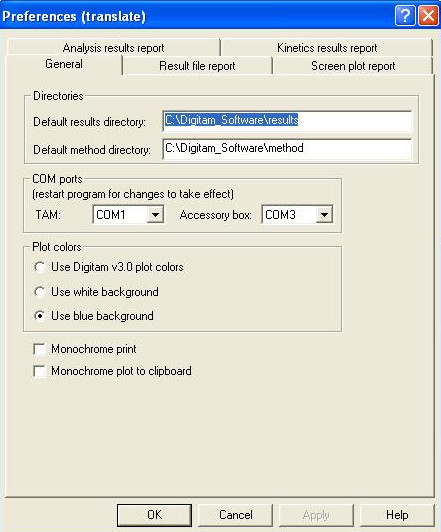 Preferences (translate)
Analysis results report
Kinetics results report
General
Result file report
Screen plot report
Directories
Default results directory: C:\Digitam_Software\results
Default method directory: C:\Digitam_Software\method
COM ports
(restart program for changes to take effect)
TAM: COM1 Accessory box: COM3
Plot colors
Use Digitam v3.0 plot colors
Use white background
Use blue background
Monochrome print
Monochrome plot to clipboard
OK Cancel Apply Help